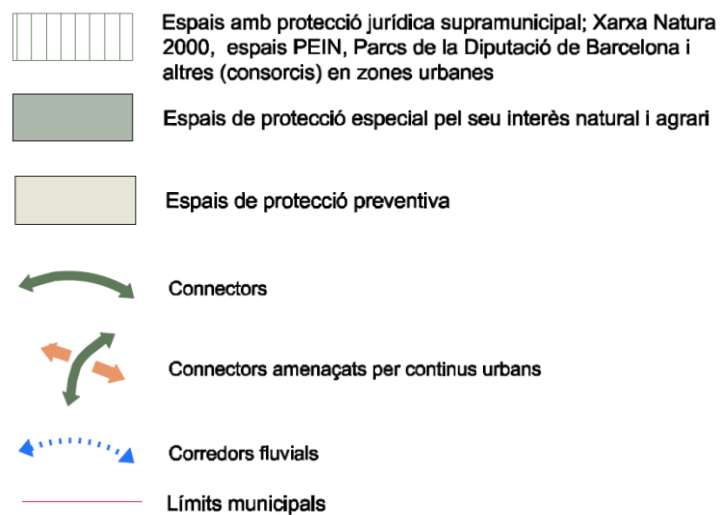 Espais amb protecció jurídica supramunicipal; Xarxa Natura
2000, espais PEIN, Parcs de la Diputació de Barcelona i
altres (consorcis) en zones urbanes
Espais de protecció especial pel seu interès natural i agrari
Espais de protecció preventiva
Connectors
Connectors amenaçats per continus urbans
Corredors fluvials
Límits municipals